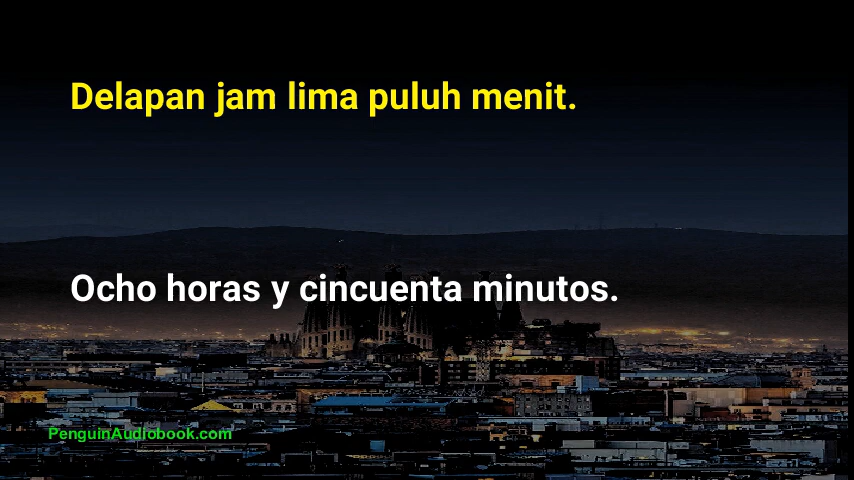 Delapan jam lima puluh menit.
Ocho horas y cincuenta minutos.
PenguinAudiobook.com